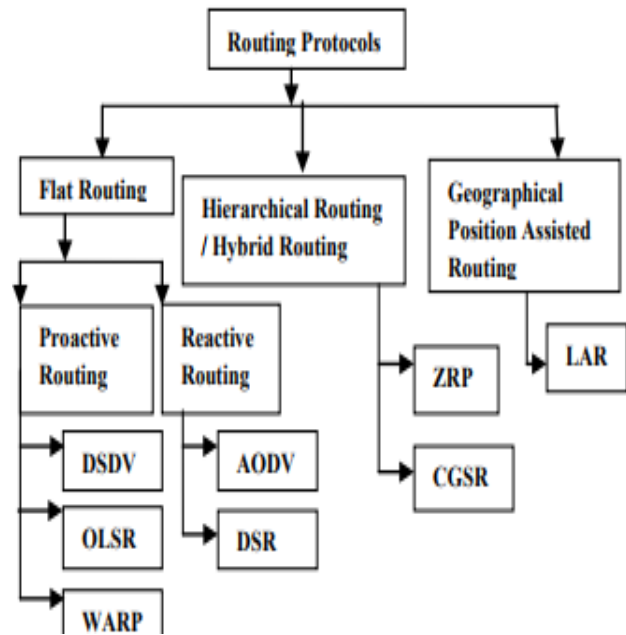 Routing Protocols
Flat Routing
Hierarchical Routing
/ Hybrid Routing
Geographical
Position Assisted
Routing
Proactive
Routing
Reactive
Routing
ZRP
LAR
DSDV
AODV
CGSR
OLSR
DSR
WARP